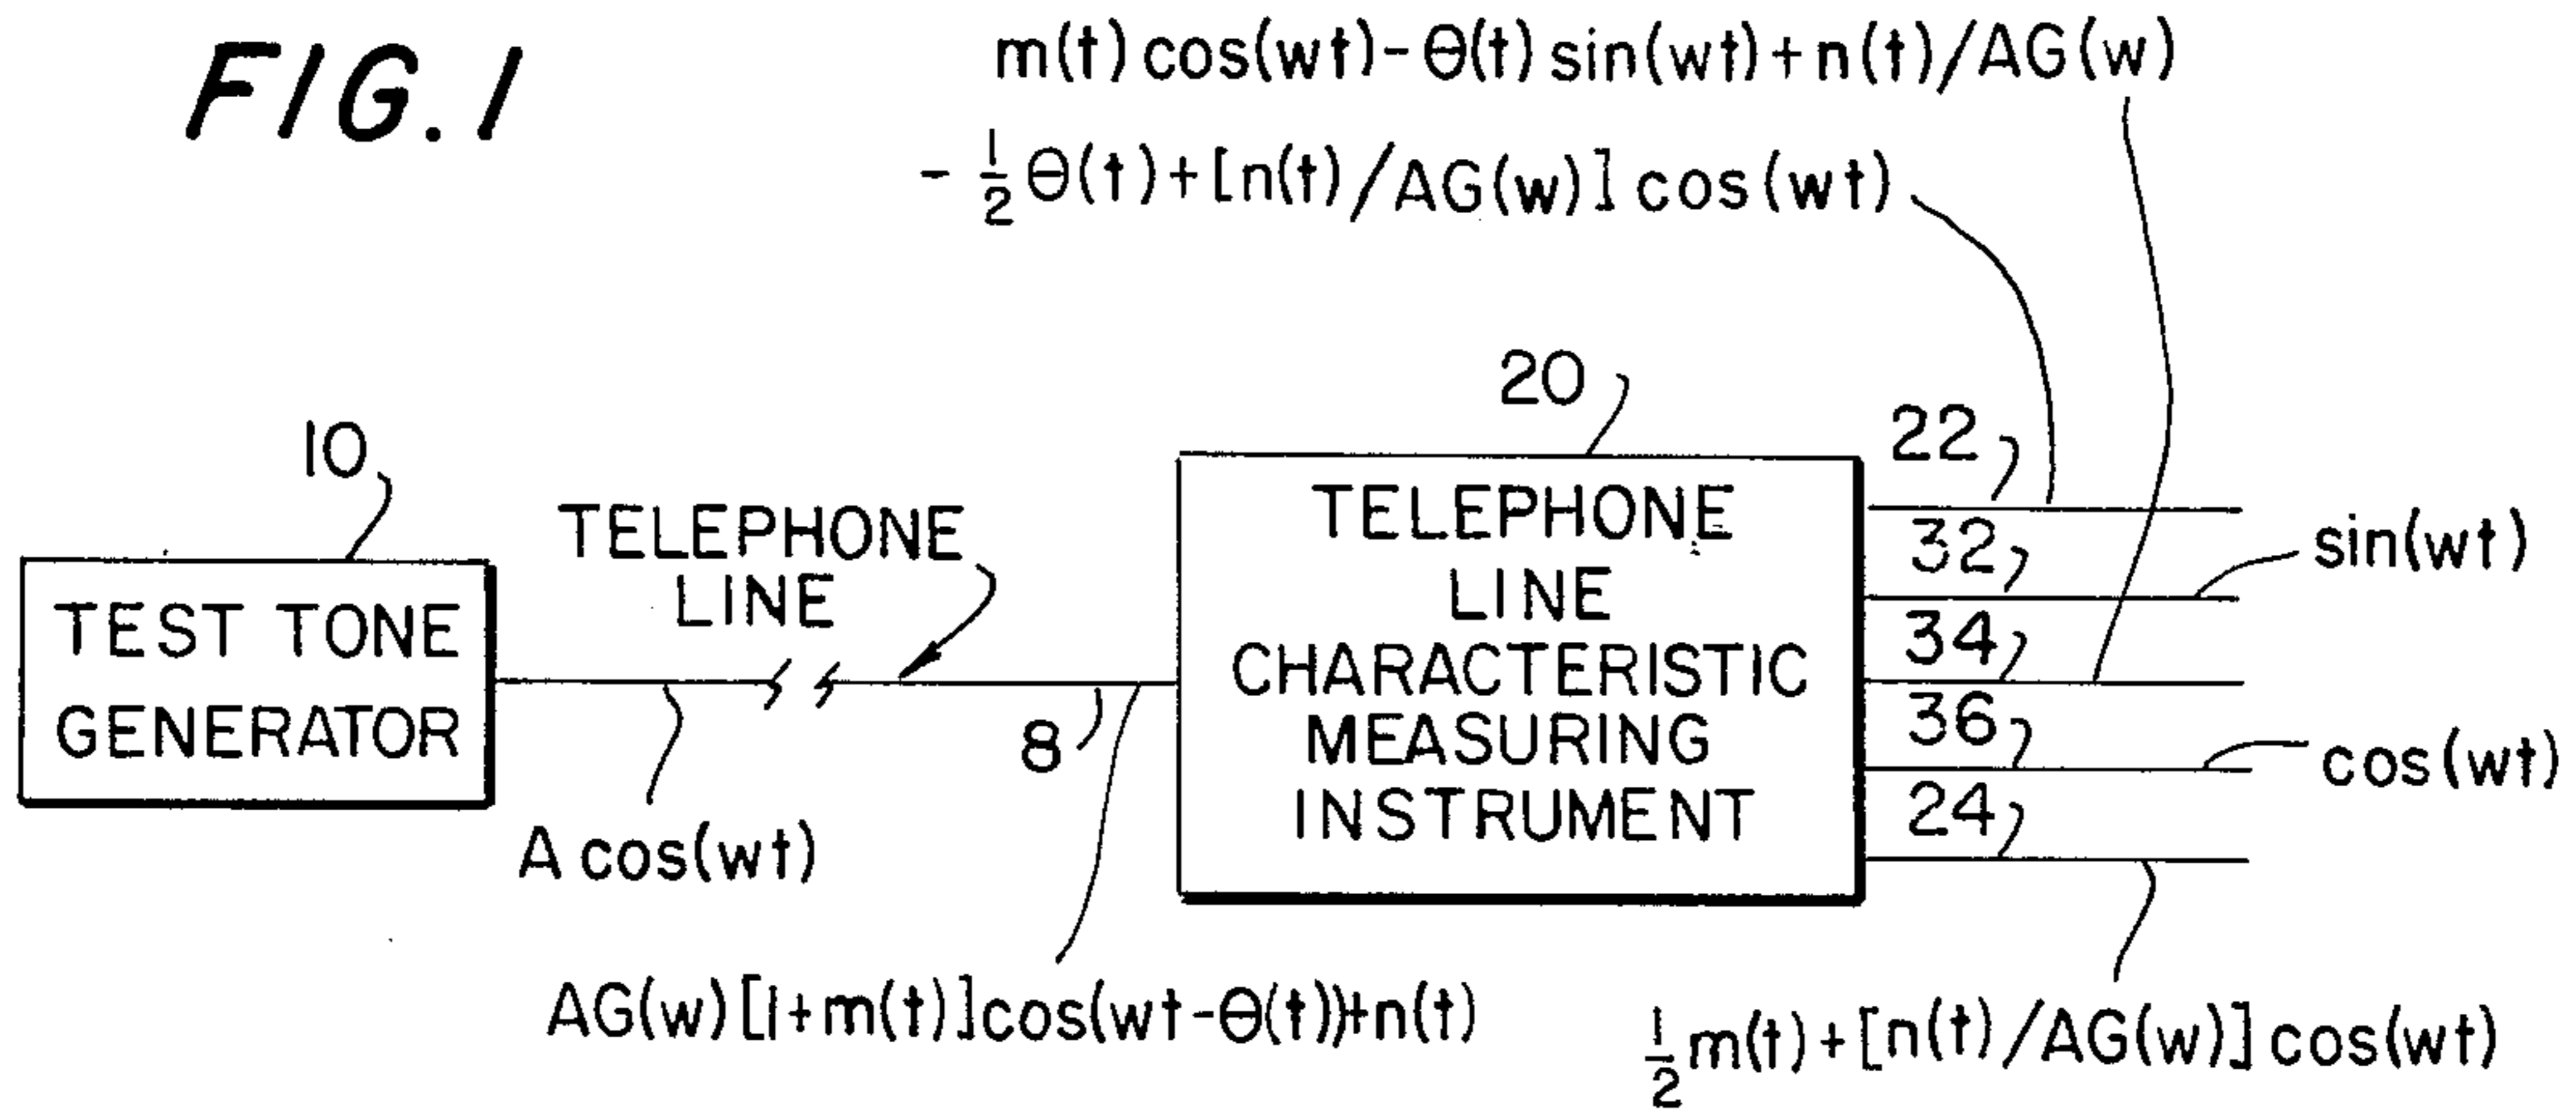 FIG. 1
m(t) cos(wt) - θ(t) sin(wt) + n(t)/AG(w)
- 1/2 θ(t) + [n(t)/AG(w)] cos(wt)
20
22
10
TELEPHONE
LINE
TELEPHONE
LINE
CHARACTERISTIC
MEASURING
INSTRUMENT
32
sin(wt)
TEST TONE
GENERATOR
34
8
36
cos(wt)
24
A cos(wt)
AG(w)[1+m(t)]cos(wt-θ(t))+n(t)
1/2 m(t) + [n(t)/AG(w)] cos(wt)